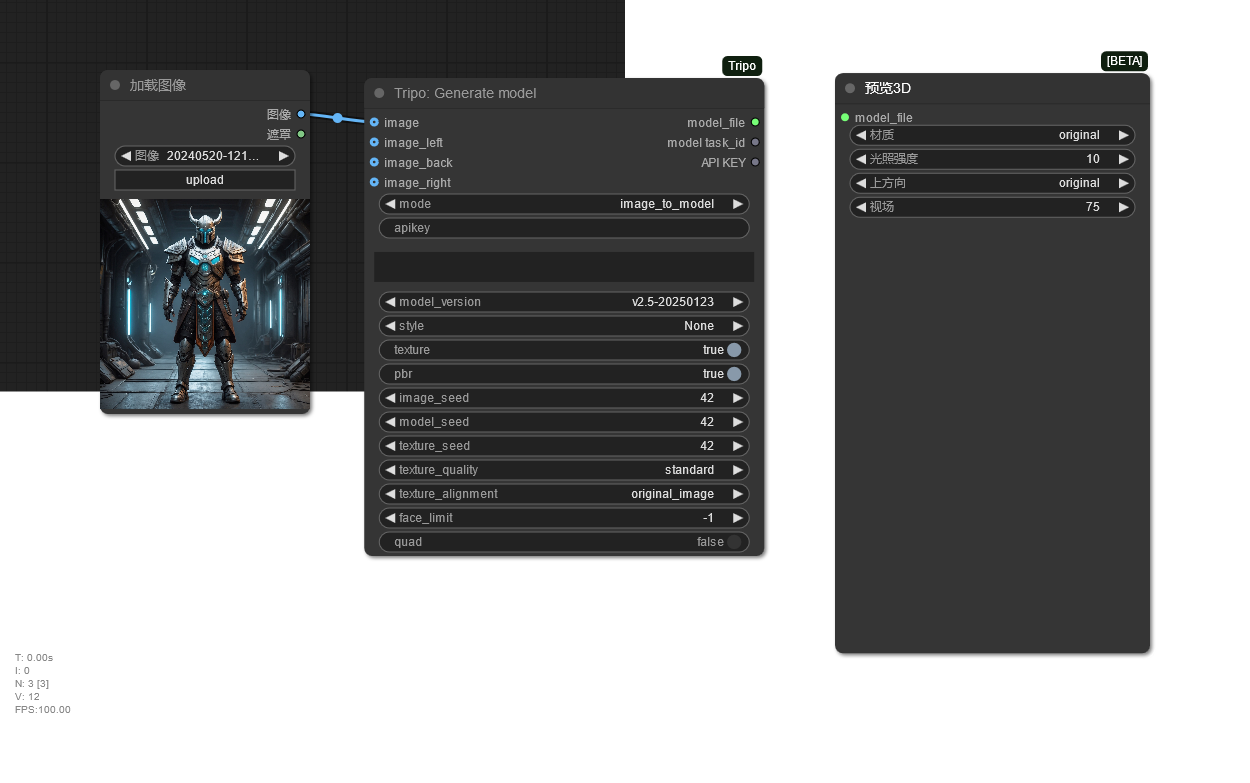 加载图像
图像
遮罩
图像 20240520-121...
upload
Tripo
Tripo: Generate model
image
model_file
image_left
model task_id
image_back
API KEY
image_right
mode image_to_model
apikey
model_version v2.5-20250123
style None
texture true
pbr true
image_seed 42
model_seed 42
texture_seed 42
texture_quality standard
texture_alignment original_image
face_limit -1
quad false
[BETA]
预览3D
model_file
材质 original
光照强度 10
上方向 original
视场 75
T: 0.00s
I: 0
N: 3 [3]
V: 12
FPS:100.00